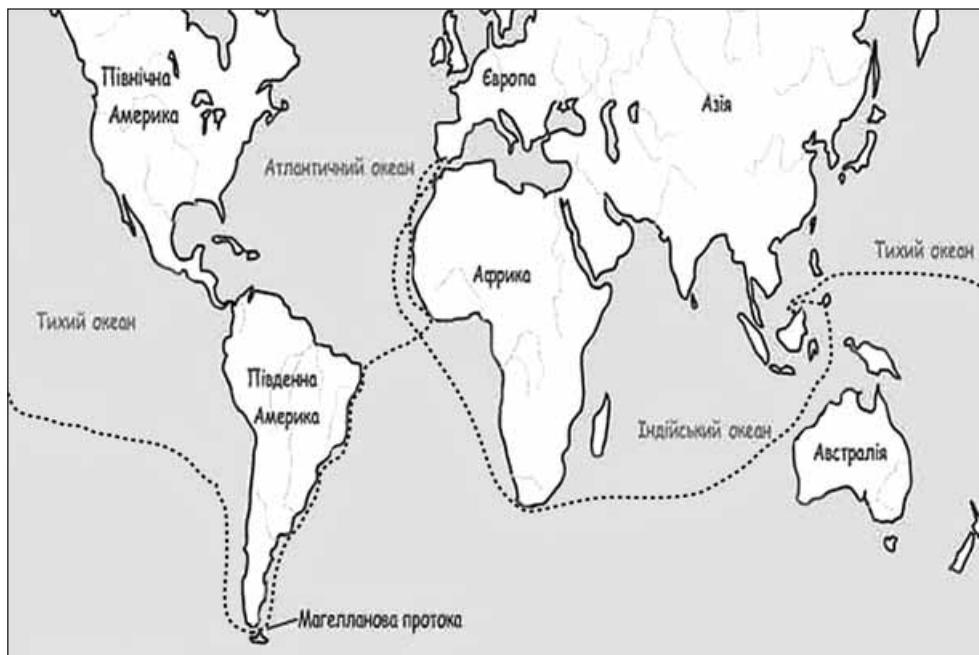 Північна
Америка
Європа
Азія
Атлантичний океан
Африка
Тихий океан
Тихий океан
Південна
Америка
Індійський океан
Австралія
Магелланова протока